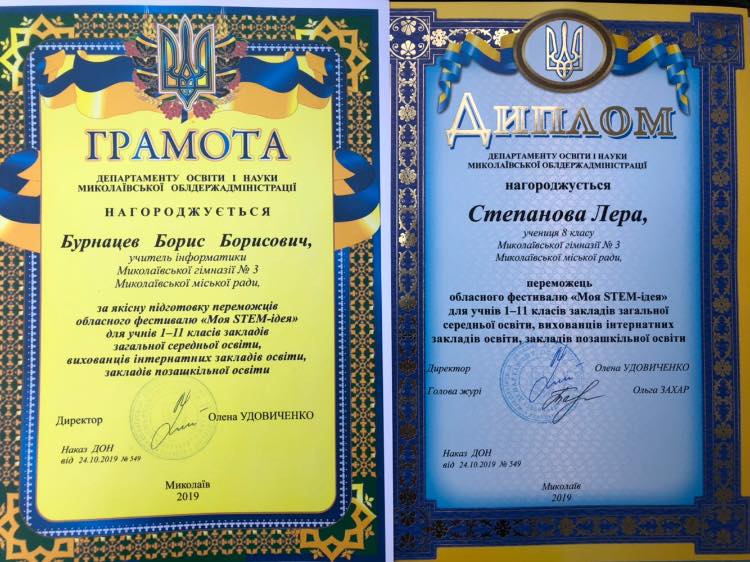 ГРАМОТА
ДЕПАРТАМЕНТУ ОСВІТИ І НАУКИ
МИКОЛАЇВСЬКОЇ ОБЛДЕРЖАДМІНІСТРАЦІЇ
НАГОРОДЖУЄТЬСЯ
Бурнацев Борис Борисович,
учитель інформатики
Миколаївської гімназії № 3
Миколаївської міської ради,
за якісну підготовку переможців
обласного фестивалю «Моя STEM-ідея»
для учнів 1–11 класів закладів
загальної середньої освіти,
вихованців інтернатних закладів освіти,
закладів позашкільної освіти
Директор Олена УДОВИЧЕНКО
Наказ ДОН
від 24.10.2019 № 549
Миколаїв
2019
ДИПЛОМ
ДЕПАРТАМЕНТУ ОСВІТИ І НАУКИ
МИКОЛАЇВСЬКОЇ ОБЛДЕРЖАДМІНІСТРАЦІЇ
нагороджується
Степанова Лера,
учениця 8 класу
Миколаївської гімназії № 3
Миколаївської міської ради,
переможець
обласного фестивалю «Моя STEM-ідея»
для учнів 1–11 класів закладів загальної
середньої освіти, вихованців інтернатних
закладів освіти, закладів позашкільної освіти
Директор Олена УДОВИЧЕНКО
Голова журі Ольга ЗАХАР
Наказ ДОН
від 24.10.2019 № 549
Миколаїв
2019